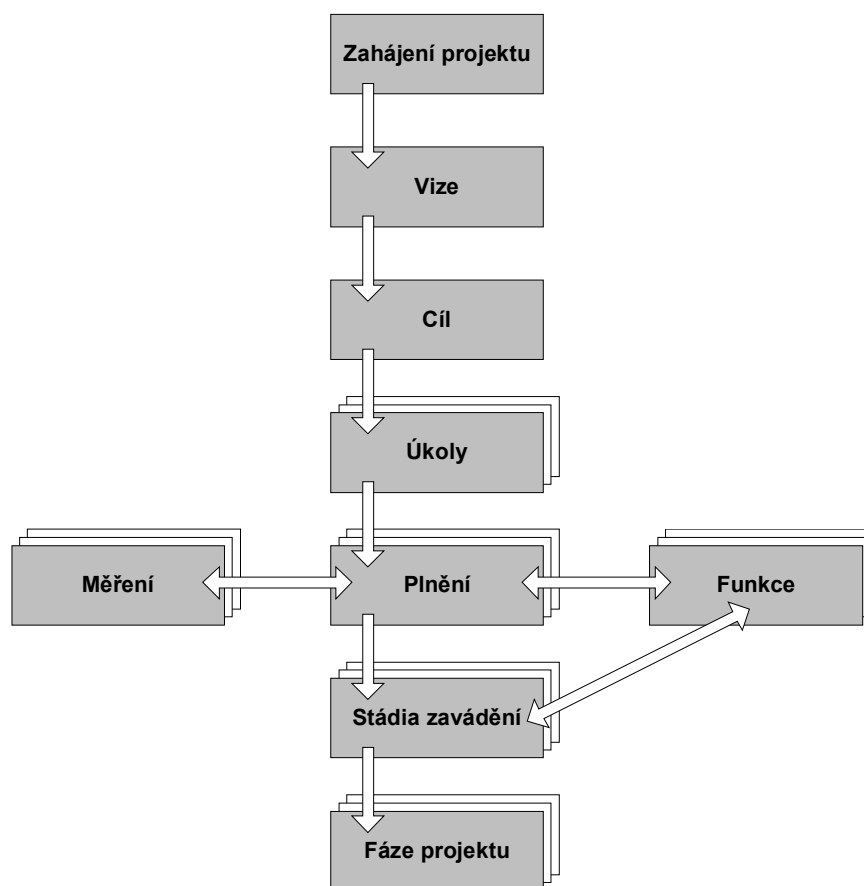 Zahájení projektu
Vize
Cíl
Úkoly
Měření
Plnění
Funkce
Stádia zavádění
Fáze projektu